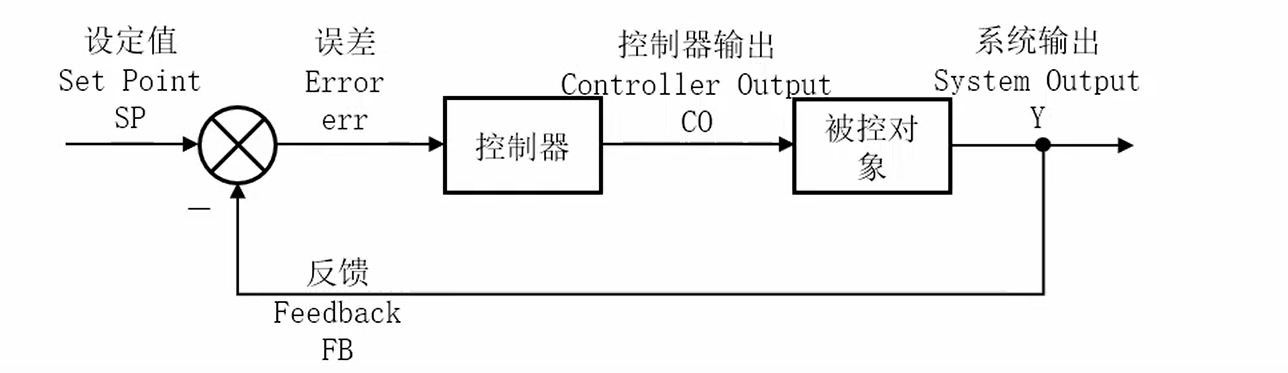 设定值
Set Point
SP
误差
Error
err
控制器输出
Controller Output
CO
系统输出
System Output
Y
控制器
被控对
象
—
反馈
Feedback
FB